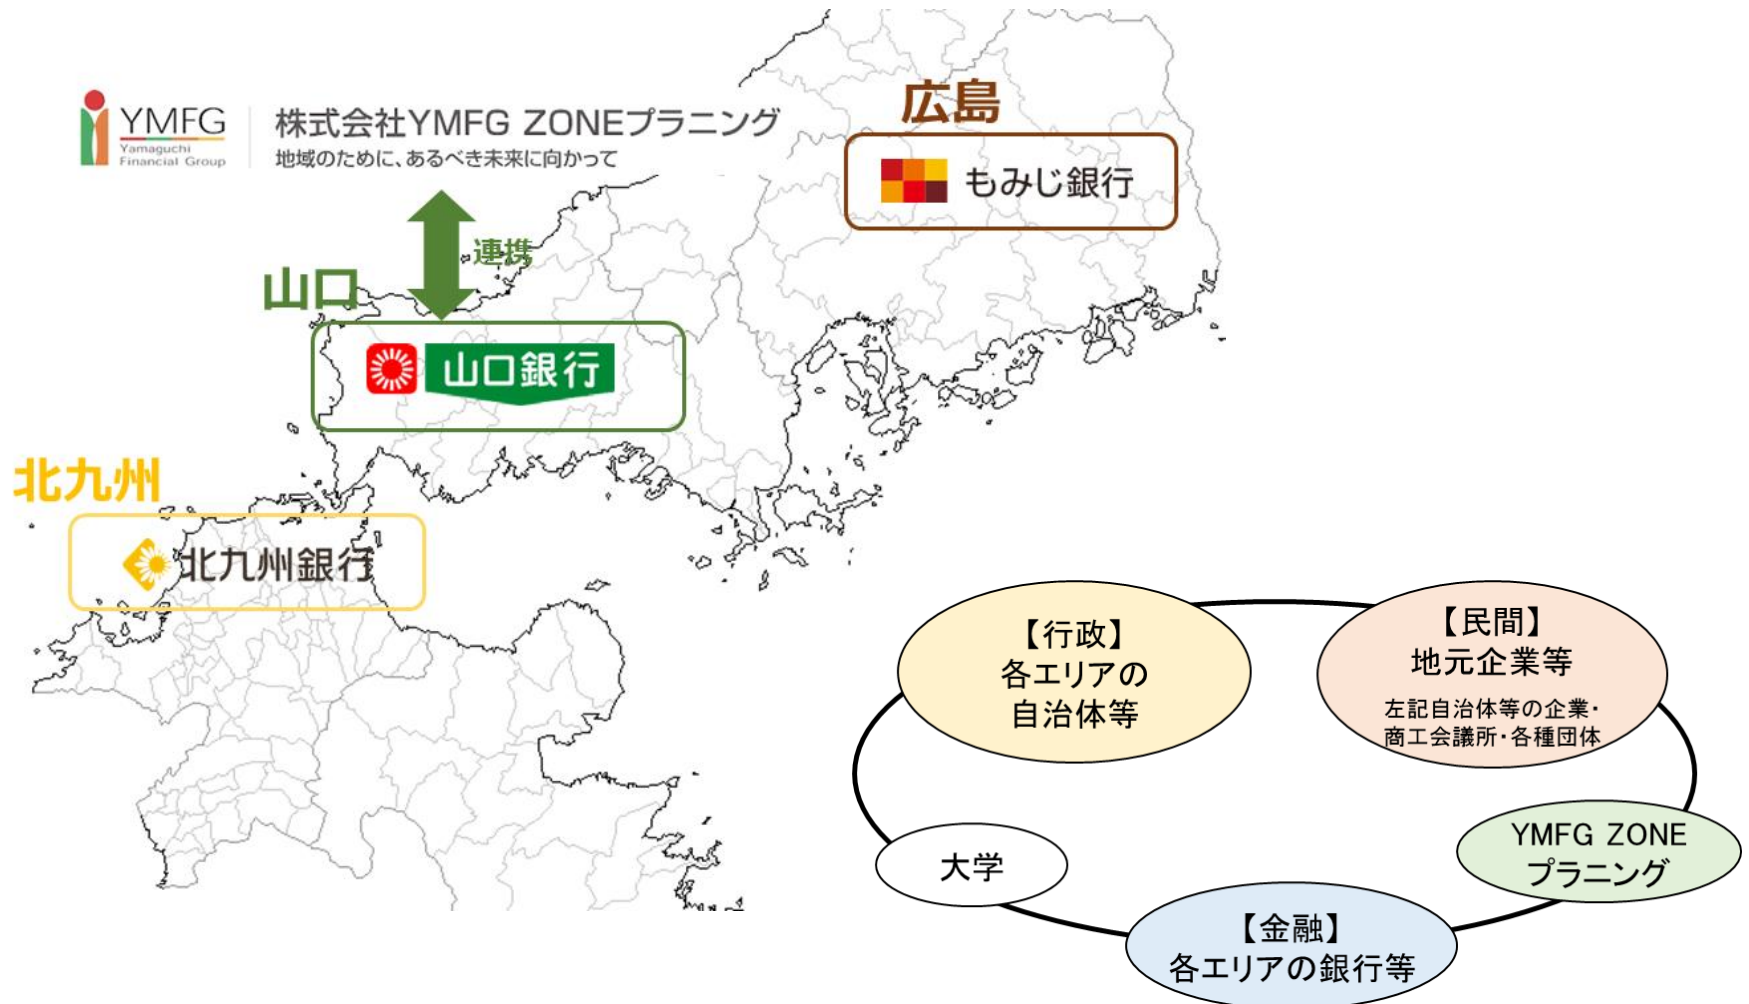 YMFG
Yamaguchi
Financial Group
株式会社YMFG ZONEプラニング
地域のために、あるべき未来に向かって
広島
もみじ銀行
連携
山口
山口銀行
北九州
北九州銀行
【行政】
各エリアの
自治体等
【民間】
地元企業等
左記自治体等の企業・
商工会議所・各種団体
大学
YMFG ZONE
プラニング
【金融】
各エリアの銀行等